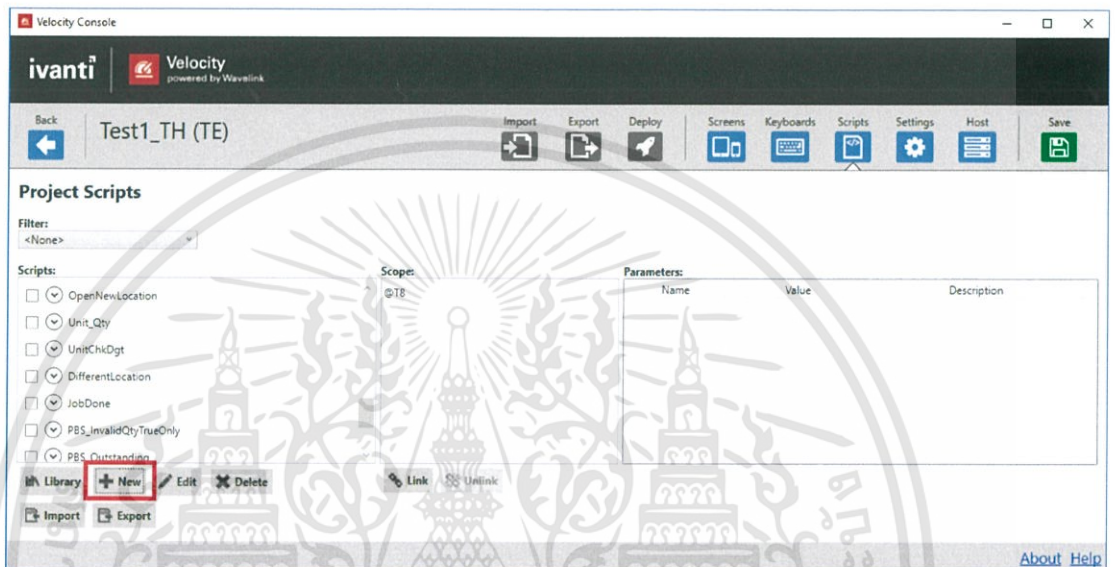 Velocity Console
ivanti
Velocity
powered by Wavelink
Back
Test1_TH (TE)
Import Export Deploy Screens Keyboards Scripts Settings Host Save
Project Scripts
Filter:
<None>
Scripts: Scope: Parameters:
OpenNewLocation @T8 Name Value Description
Unit_Qty
UnitChkDgt
DifferentLocation
JobDone
PBS_InvalidQtyTrueOnly
PBS_Outstanding
Library New Edit Delete Link Unlink
Import Export
About Help